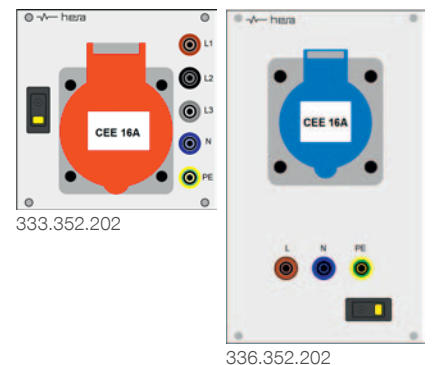 hera
L1
L2
CEE 16A
L3
N
PE
333.352.202
hera
CEE 16A
L N PE
336.352.202